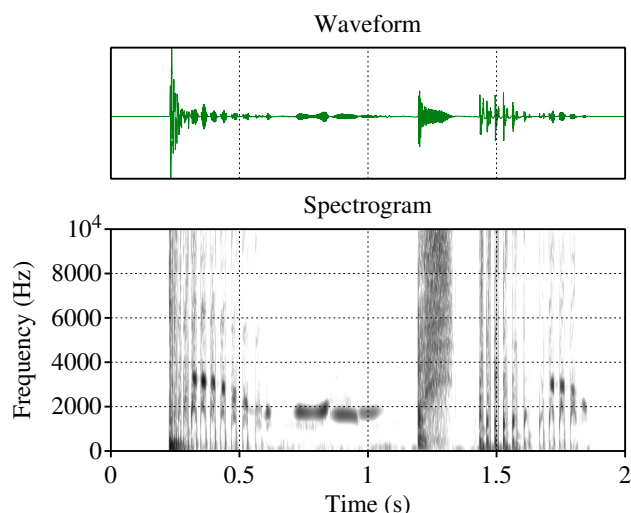 Waveform
Spectrogram
10⁴
8000
6000
4000
2000
0
Frequency (Hz)
0 0.5 1 1.5 2
Time (s)